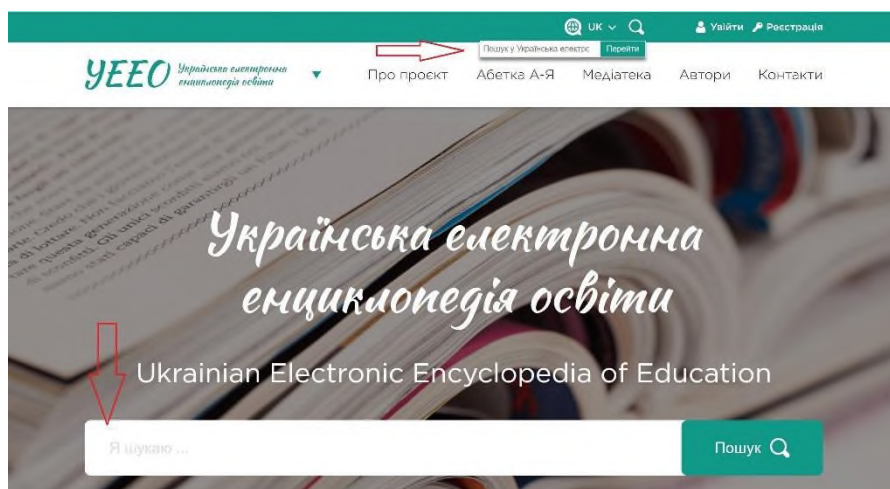 UK
Увійти
Реєстрація
Пошук у Українська електрс
Перейти
УЕЕО
Українська електронна
енциклопедія освіти
Про проєкт
Абетка А-Я
Медіатека
Автори
Контакти
Українська електронна
енциклопедія освіти
Ukrainian Electronic Encyclopedia of Education
Я шукаю ...
Пошук